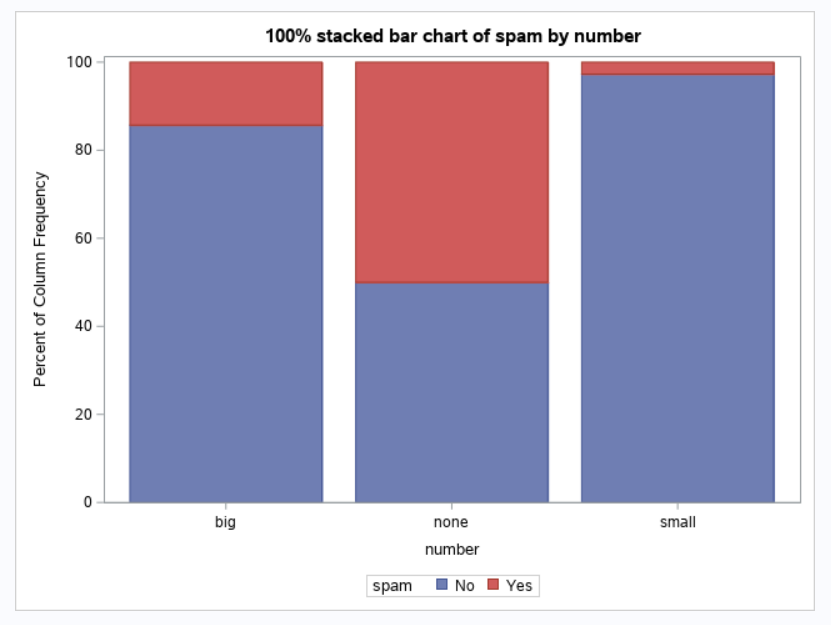 100% stacked bar chart of spam by number
Percent of Column Frequency
100
80
60
40
20
0
big none small
number
spam No Yes